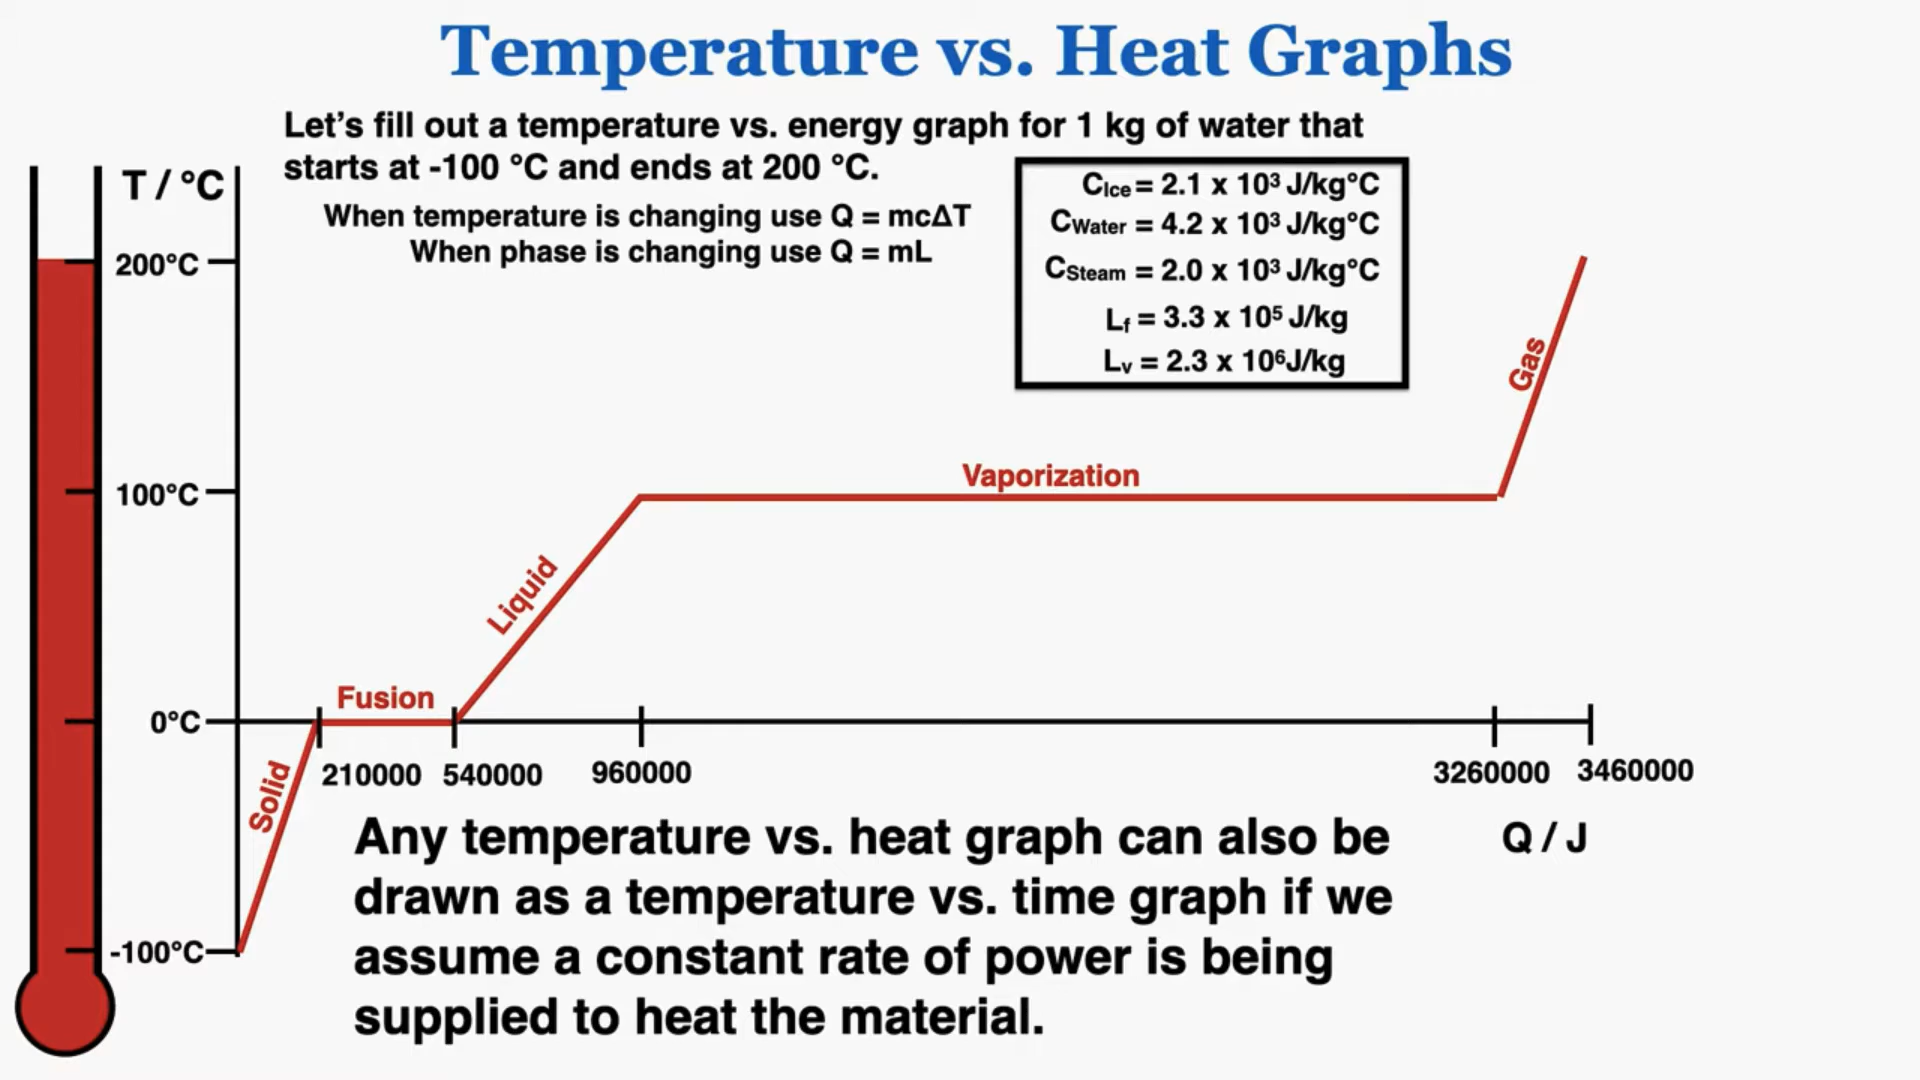 Temperature vs. Heat Graphs
Let's fill out a temperature vs. energy graph for 1 kg of water that
starts at -100 °C and ends at 200 °C.
When temperature is changing use Q = mcΔT
When phase is changing use Q = mL
C_Ice = 2.1 x 10³ J/kg°C
C_Water = 4.2 x 10³ J/kg°C
C_Steam = 2.0 x 10³ J/kg°C
L_f = 3.3 x 10⁵ J/kg
L_v = 2.3 x 10⁶J/kg
T / °C
200°C
100°C
0°C
-100°C
Solid
Fusion
Liquid
Vaporization
Gas
210000 540000 960000 3260000 3460000
Q / J
Any temperature vs. heat graph can also be
drawn as a temperature vs. time graph if we
assume a constant rate of power is being
supplied to heat the material.